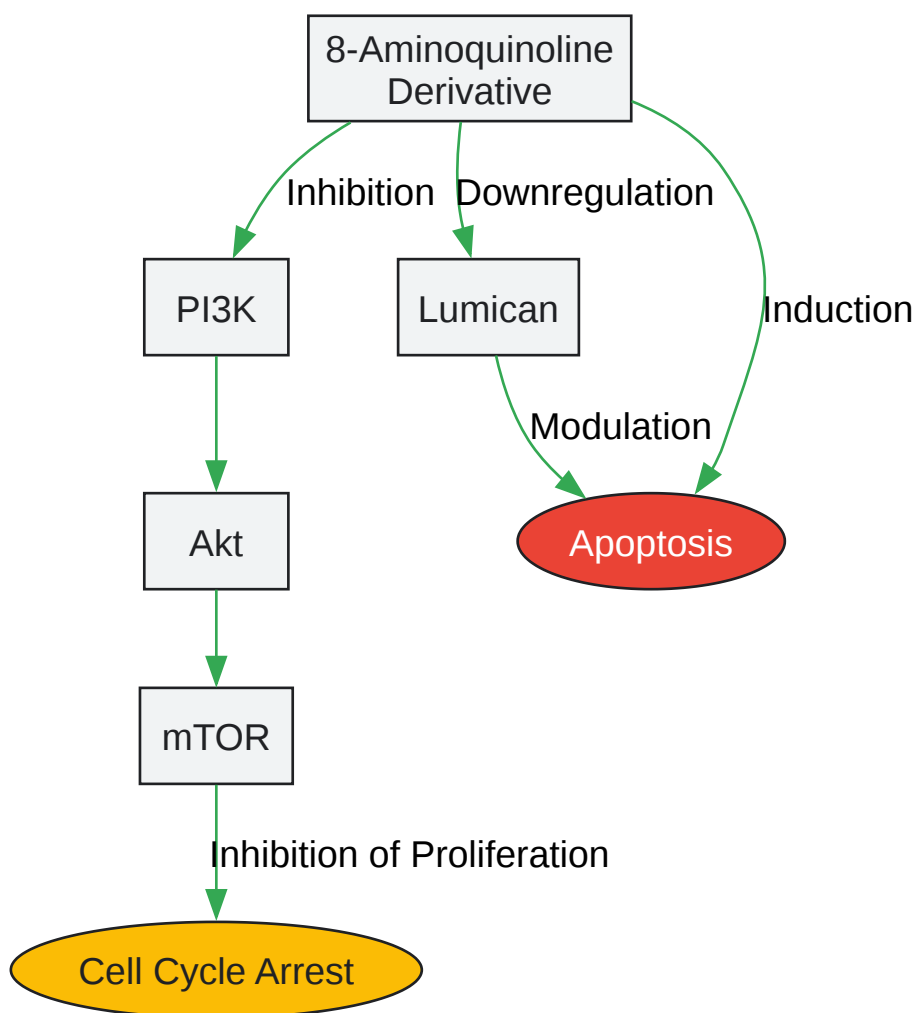 8-Aminoquinoline
Derivative
Inhibition
Downregulation
PI3K
Lumican
Induction
Modulation
Akt
Apoptosis
mTOR
Inhibition of Proliferation
Cell Cycle Arrest